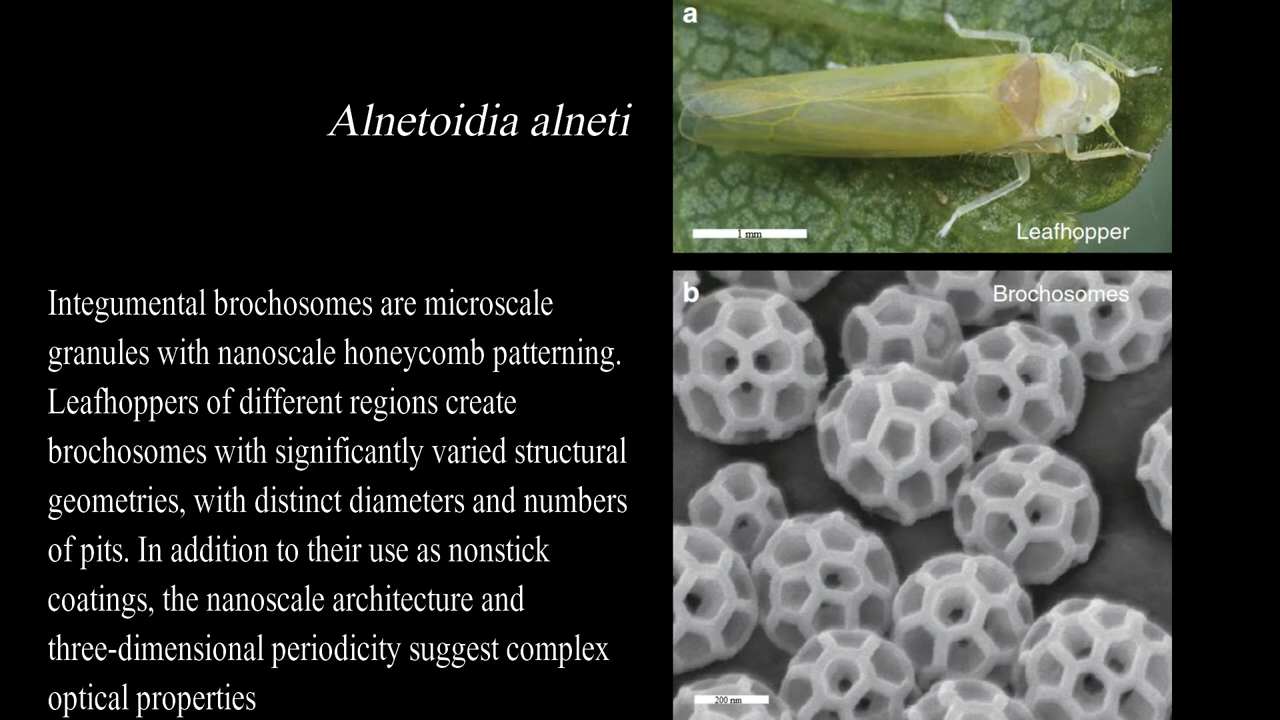 Alnetoidia alneti
Integumental brochosomes are microscale
granules with nanoscale honeycomb patterning.
Leafhoppers of different regions create
brochosomes with significantly varied structural
geometries, with distinct diameters and numbers
of pits. In addition to their use as nonstick
coatings, the nanoscale architecture and
three-dimensional periodicity suggest complex
optical properties
a
1 mm
Leafhopper
b
Brochosomes
200 nm